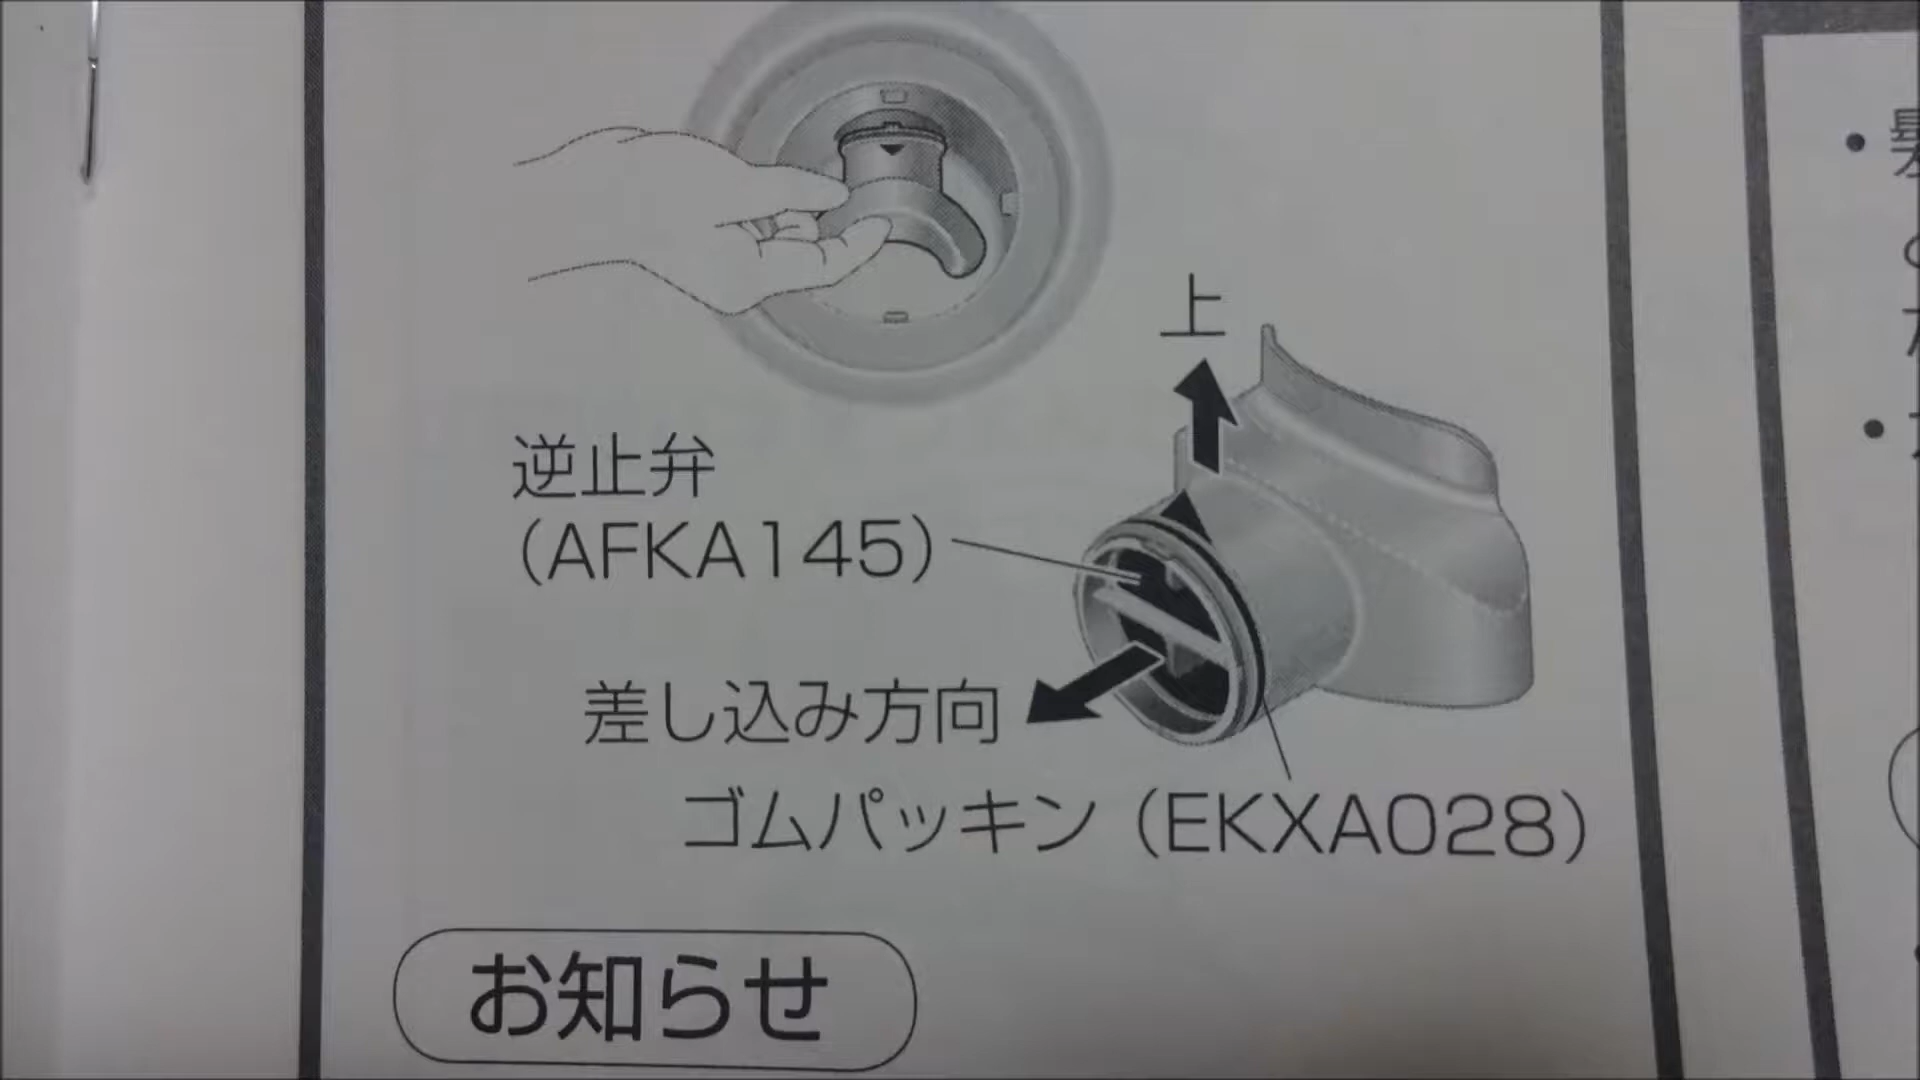 上
逆止弁
（AFKA145）
差し込み方向
ゴムパッキン（EKXA028）
お知らせ